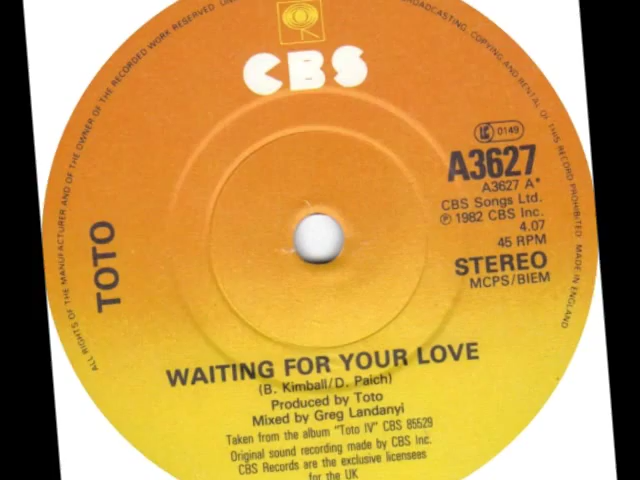 ALL RIGHTS OF THE MANUFACTURER AND OF THE OWNER OF THE RECORDED WORK RESERVED
BROADCASTING, COPYING AND RENTAL OF THIS RECORD PROHIBITED. MADE IN ENGLAND
CBS
LC 0149
A3627
A3627 A*
CBS Songs Ltd.
℗ 1982 CBS Inc.
4.07
45 RPM
STEREO
MCPS/BIEM
TOTO
WAITING FOR YOUR LOVE
(B. Kimball/D. Paich)
Produced by Toto
Mixed by Greg Landanyi
Taken from the album "Toto IV" CBS 85529
Original sound recording made by CBS Inc.
CBS Records are the exclusive licensees
for the UK